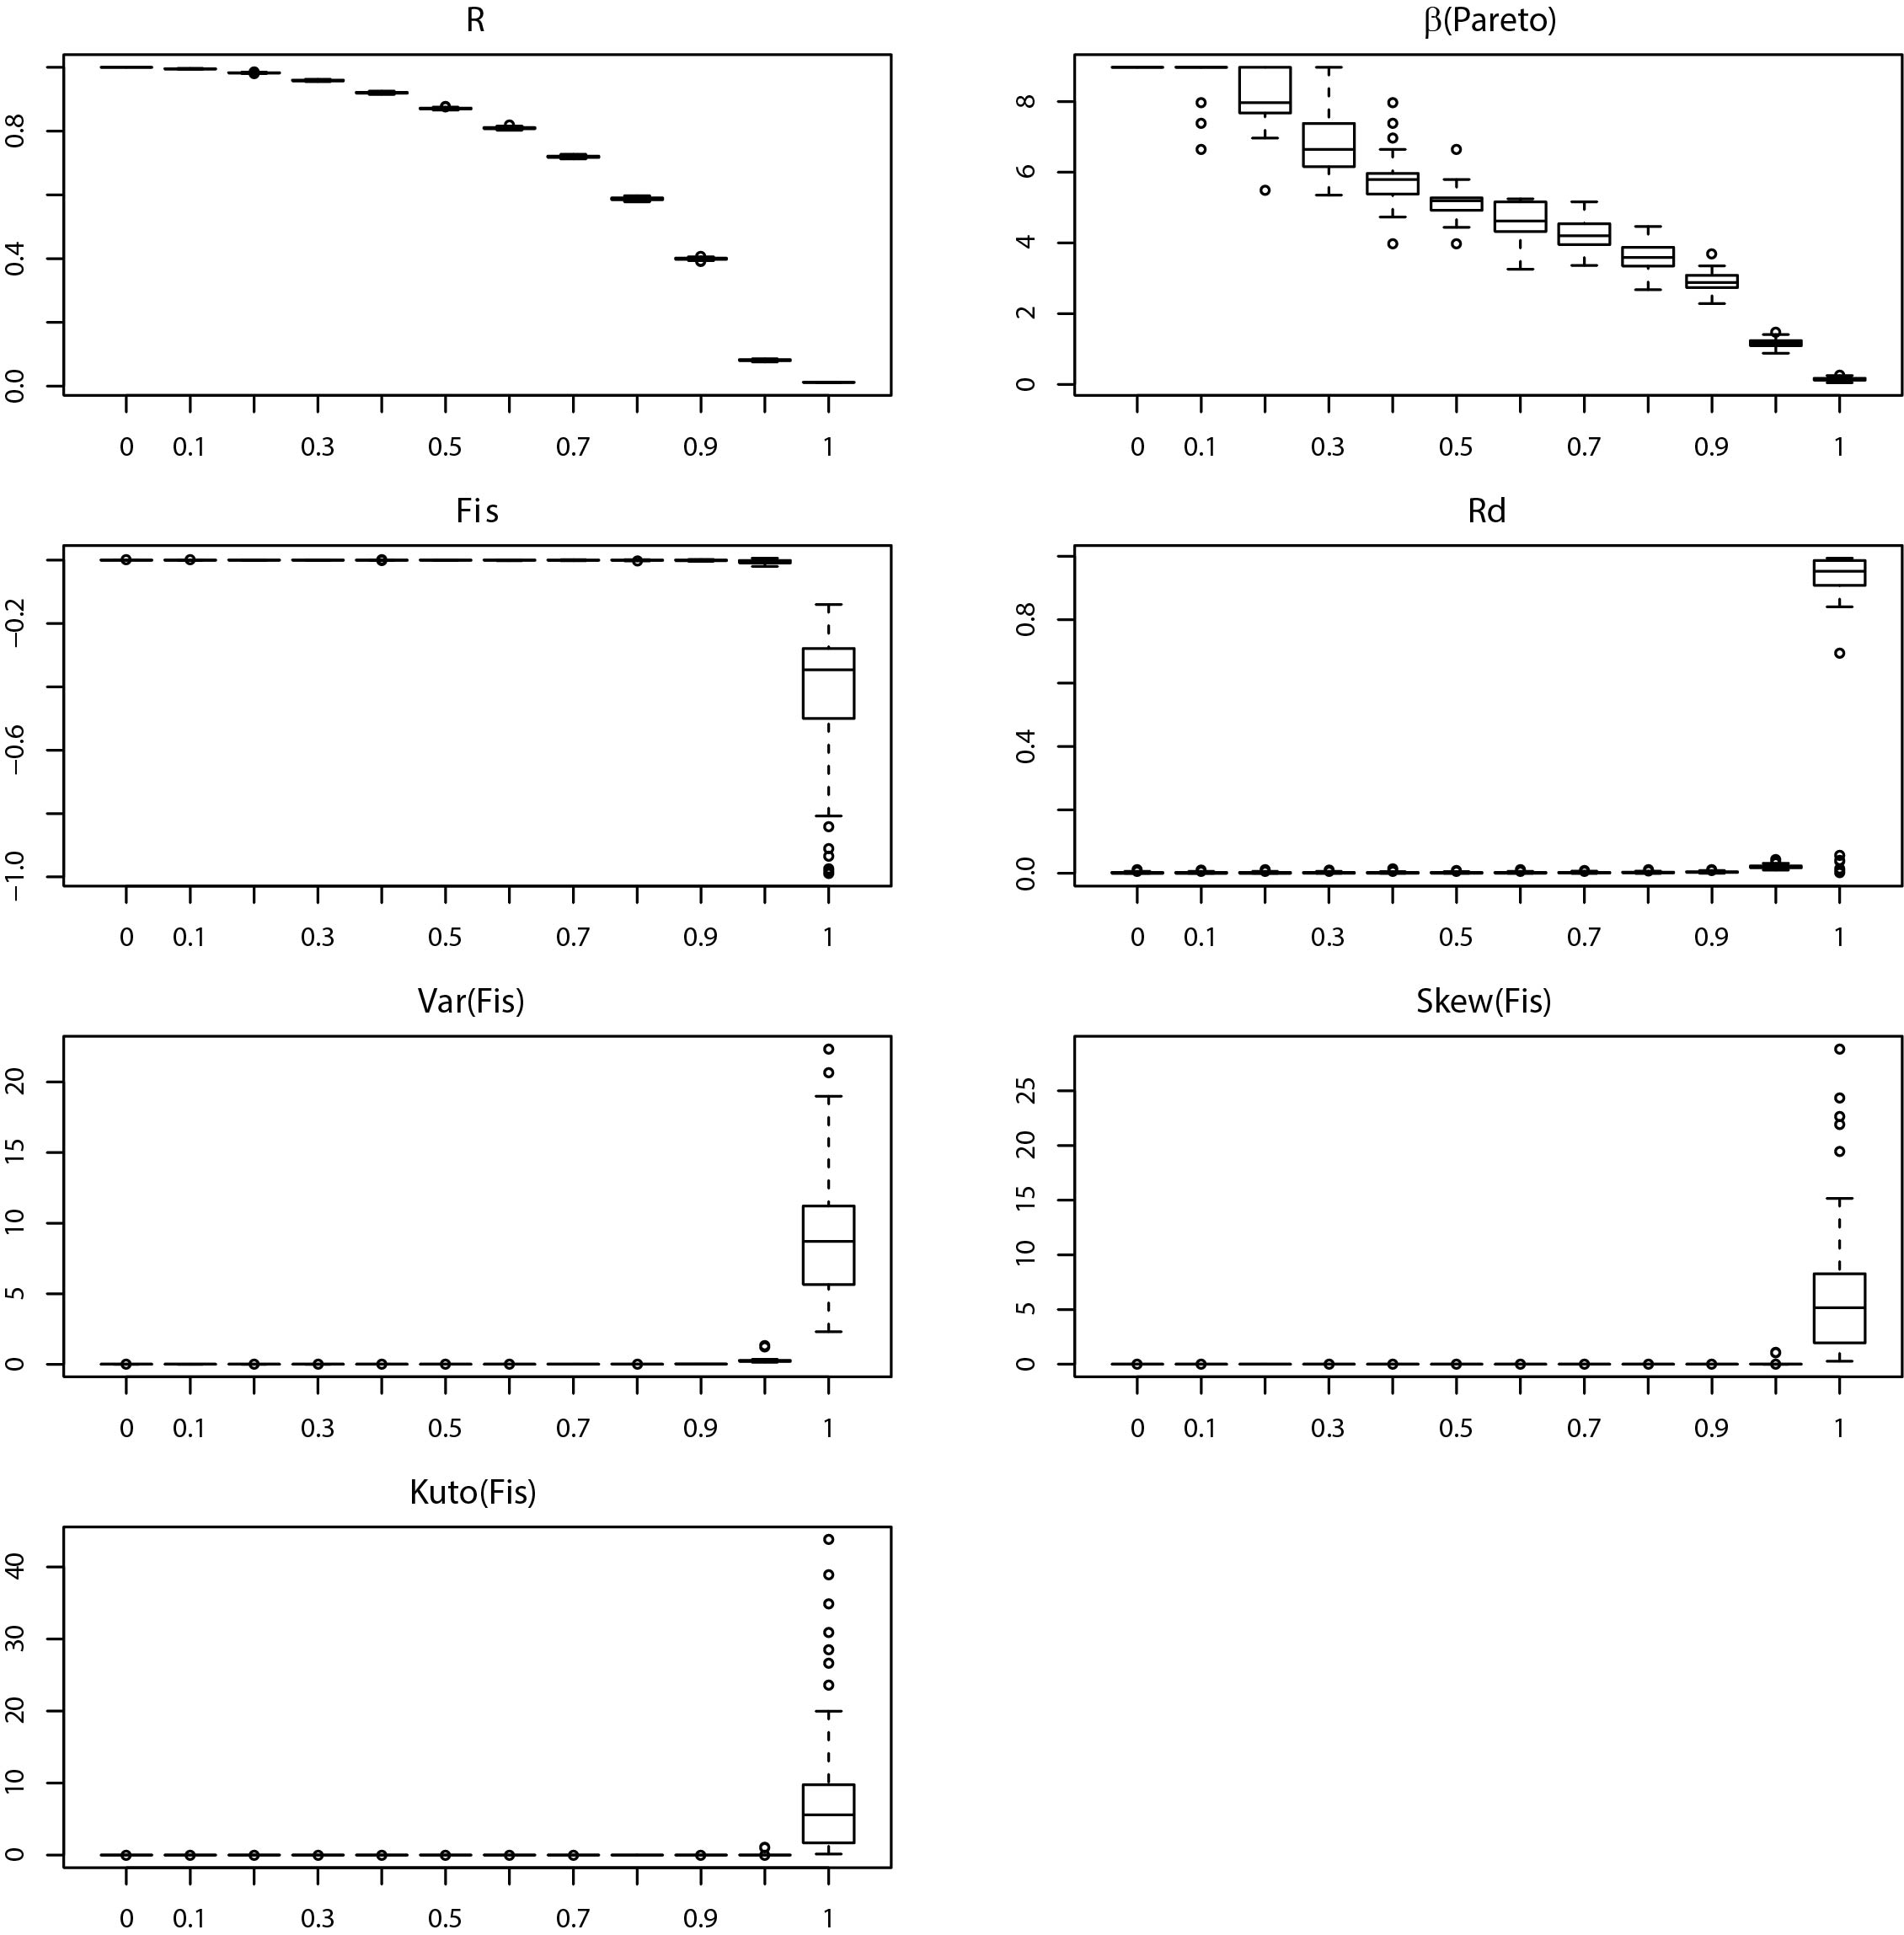 R
0.0 0.4 0.8
0 0.1 0.3 0.5 0.7 0.9 1
β(Pareto)
0 2 4 6 8
0 0.1 0.3 0.5 0.7 0.9 1
Fis
−1.0 −0.6 −0.2
0 0.1 0.3 0.5 0.7 0.9 1
Rd
0.0 0.4 0.8
0 0.1 0.3 0.5 0.7 0.9 1
Var(Fis)
0 5 10 15 20
0 0.1 0.3 0.5 0.7 0.9 1
Skew(Fis)
0 5 10 15 20 25
0 0.1 0.3 0.5 0.7 0.9 1
Kuto(Fis)
0 10 20 30 40
0 0.1 0.3 0.5 0.7 0.9 1